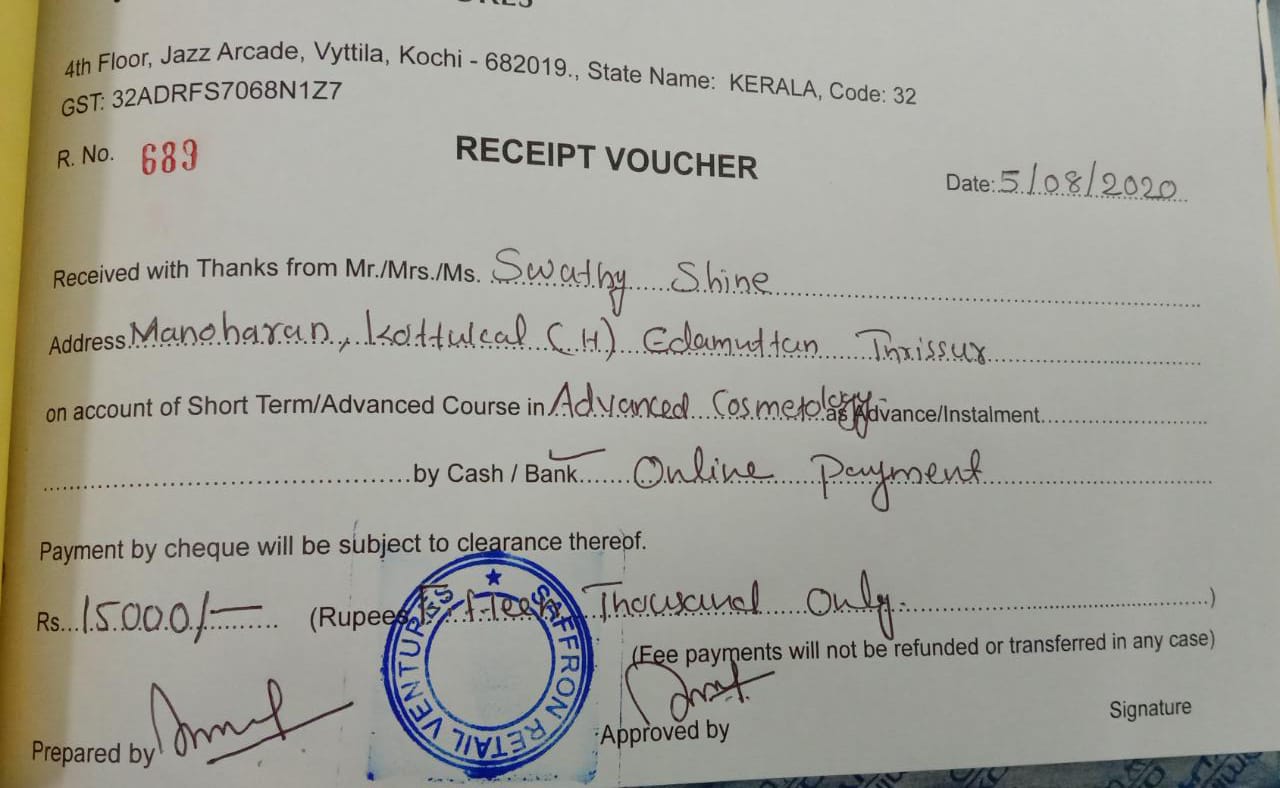 4th Floor, Jazz Arcade, Vyttila, Kochi - 682019., State Name: KERALA, Code: 32
GST: 32ADRFS7068N1Z7
R. No. 689
RECEIPT VOUCHER
Date: 5/08/2020
Received with Thanks from Mr./Mrs./Ms. Swathy Shine
Address Manoharan, Kottulcal (H) Edamuttan Thrissur
on account of Short Term/Advanced Course in Advanced Cosmetology as Advance/Instalment
by Cash / Bank Online Payment
Payment by cheque will be subject to clearance thereof.
Rs. 15000/- (Rupees Fifteen Thousand Only.)
(Fee payments will not be refunded or transferred in any case)
SAFFRON RETAIL VENTURES
Prepared by
Approved by
Signature